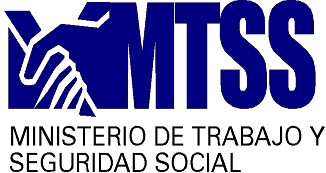 MTSS
MINISTERIO DE TRABAJO Y
SEGURIDAD SOCIAL